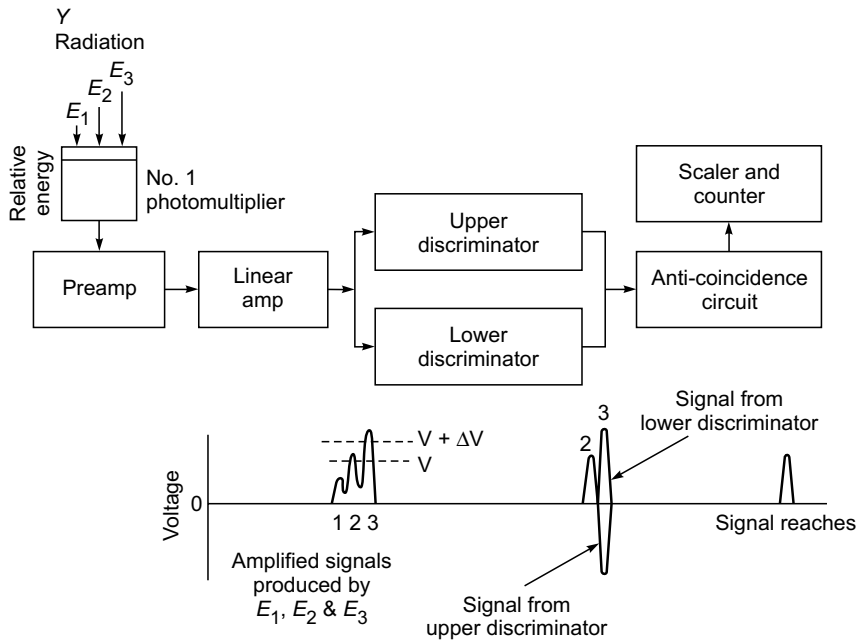 Y
Radiation
E3
E2
E1
Relative
energy
No. 1
photomultiplier
Preamp
Linear
amp
Upper
discriminator
Lower
discriminator
Scaler and
counter
Anti-coincidence
circuit
Voltage
0
V + ΔV
V
1 2 3
Amplified signals
produced by
E1, E2 & E3
2
3
Signal from
lower discriminator
Signal from
upper discriminator
Signal reaches